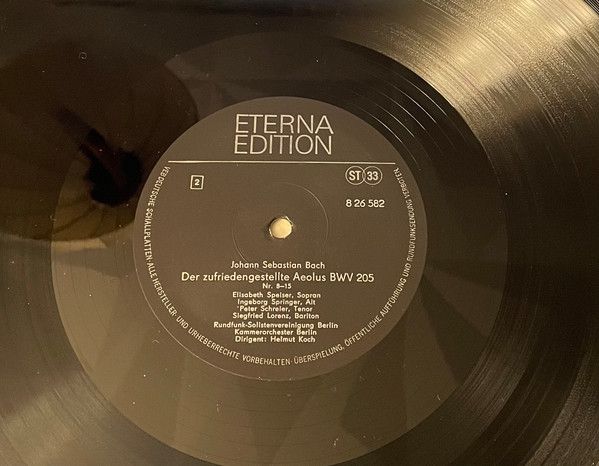 ETERNA
EDITION
2
ST 33
8 26 582
Johann Sebastian Bach
Der zufriedengestellte Aeolus BWV 205
Nr. 8–15
Elisabeth Speiser, Sopran
Ingeborg Springer, Alt
Peter Schreier, Tenor
Siegfried Lorenz, Bariton
Rundfunk-Solistenvereinigung Berlin
Kammerorchester Berlin
Dirigent: Helmut Koch
VEB DEUTSCHE SCHALLPLATTEN·ALLE HERSTELLER- UND URHEBERRECHTE VORBEHALTEN·ÜBERSPIELUNG, ÖFFENTLICHE AUFFÜHRUNG UND RUNDFUNKSENDUNG VERBOTEN